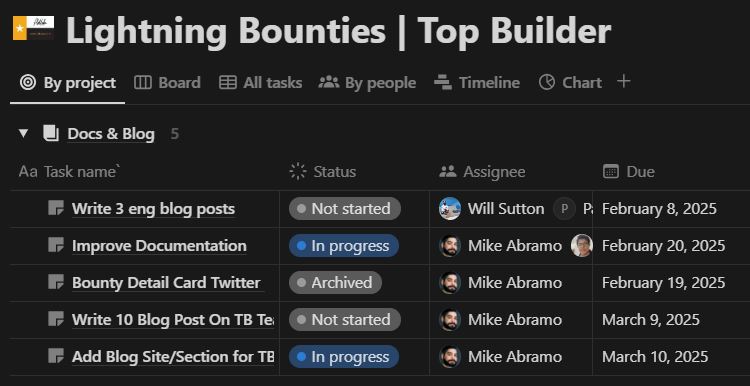 Lightning Bounties | Top Builder
By project Board All tasks By people Timeline Chart
Docs & Blog 5
Aa Task name` Status Assignee Due
Write 3 eng blog posts Not started Will Sutton P Pa February 8, 2025
Improve Documentation In progress Mike Abramo February 20, 2025
Bounty Detail Card Twitter Archived Mike Abramo February 19, 2025
Write 10 Blog Post On TB Tea Not started Mike Abramo March 9, 2025
Add Blog Site/Section for TB In progress Mike Abramo March 10, 2025